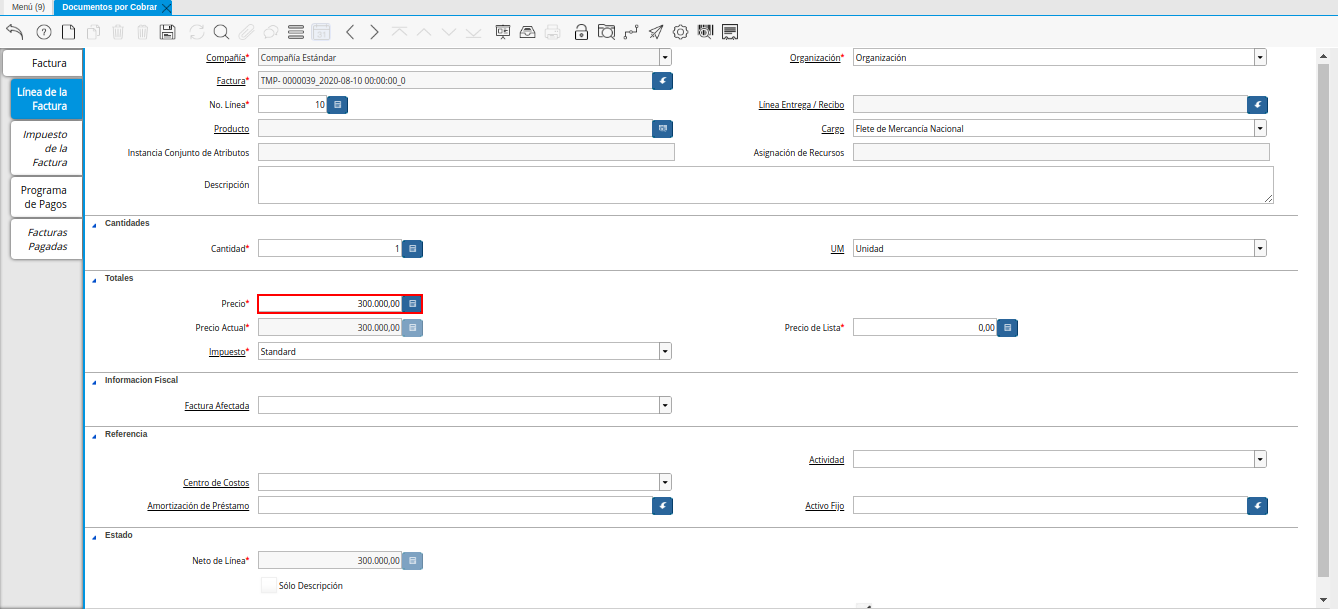 Menú (9)
Documentos por Cobrar
Factura
Línea de la
Factura
Impuesto
de la
Factura
Programa
de Pagos
Facturas
Pagadas
Compañía* Compañía Estándar
Organización* Organización
Factura* TMP- 0000039_2020-08-10 00:00:00_0
No. Línea* 10
Línea Entrega / Recibo
Producto
Cargo Flete de Mercancía Nacional
Instancia Conjunto de Atributos
Asignación de Recursos
Descripción
Cantidades
Cantidad* 1
UM Unidad
Totales
Precio* 300.000,00
Precio Actual* 300.000,00
Precio de Lista* 0,00
Impuesto* Standard
Informacion Fiscal
Factura Afectada
Referencia
Actividad
Centro de Costos
Amortización de Préstamo
Activo Fijo
Estado
Neto de Línea* 300.000,00
Sólo Descripción